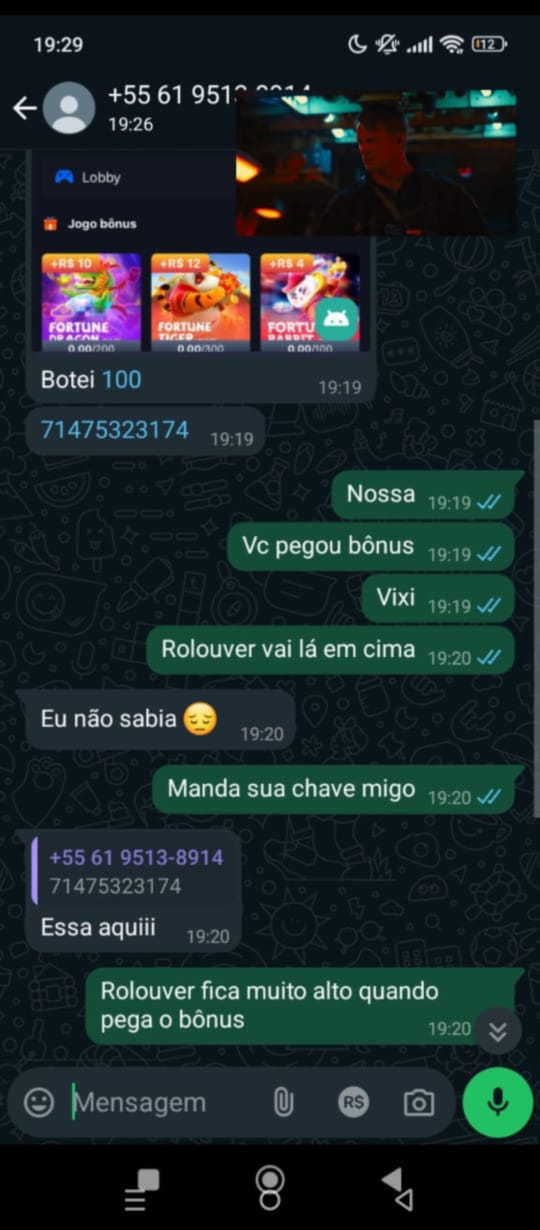 19:29
12
+55 61 9513-8914
19:26
Lobby
Jogo bônus
+R$ 10 +R$ 12 +R$ 4
FORTUNE DRAGON FORTUNE TIGER FORTU RABBIT
0.00/200 0.00/300 0.00/100
Botei 100 19:19
71475323174 19:19
Nossa 19:19
Vc pegou bônus 19:19
Vixi 19:19
Rolouver vai lá em cima 19:20
Eu não sabia 😔 19:20
Manda sua chave migo 19:20
+55 61 9513-8914
71475323174
Essa aquiii 19:20
Rolouver fica muito alto quando
pega o bônus 19:20
Mensagem R$